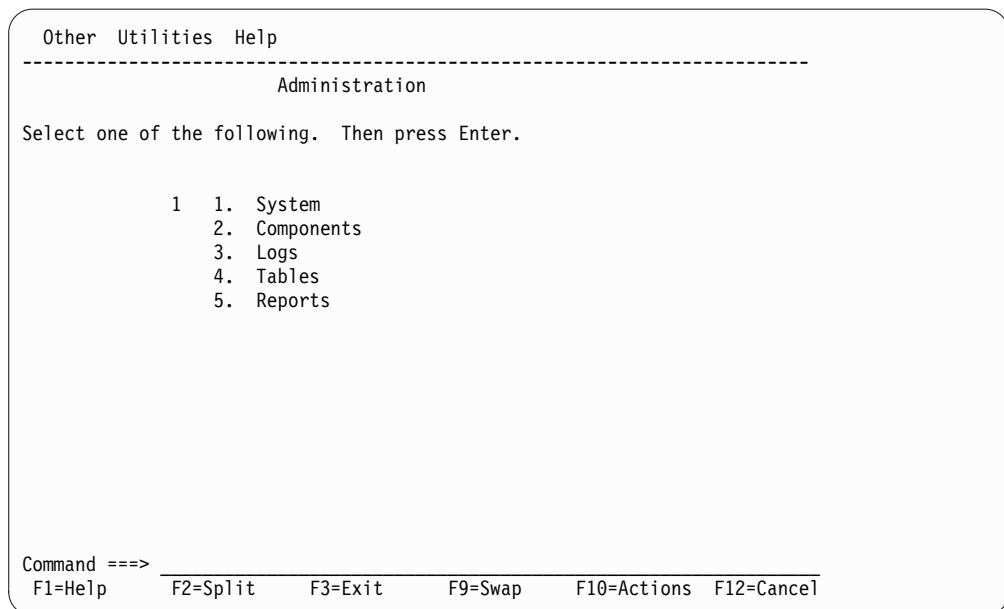 Other Utilities Help
---------------------------------------------------------------------------
Administration
Select one of the following. Then press Enter.
1 1. System
2. Components
3. Logs
4. Tables
5. Reports
Command ===> ______________________________________________________________
F1=Help F2=Split F3=Exit F9=Swap F10=Actions F12=Cancel